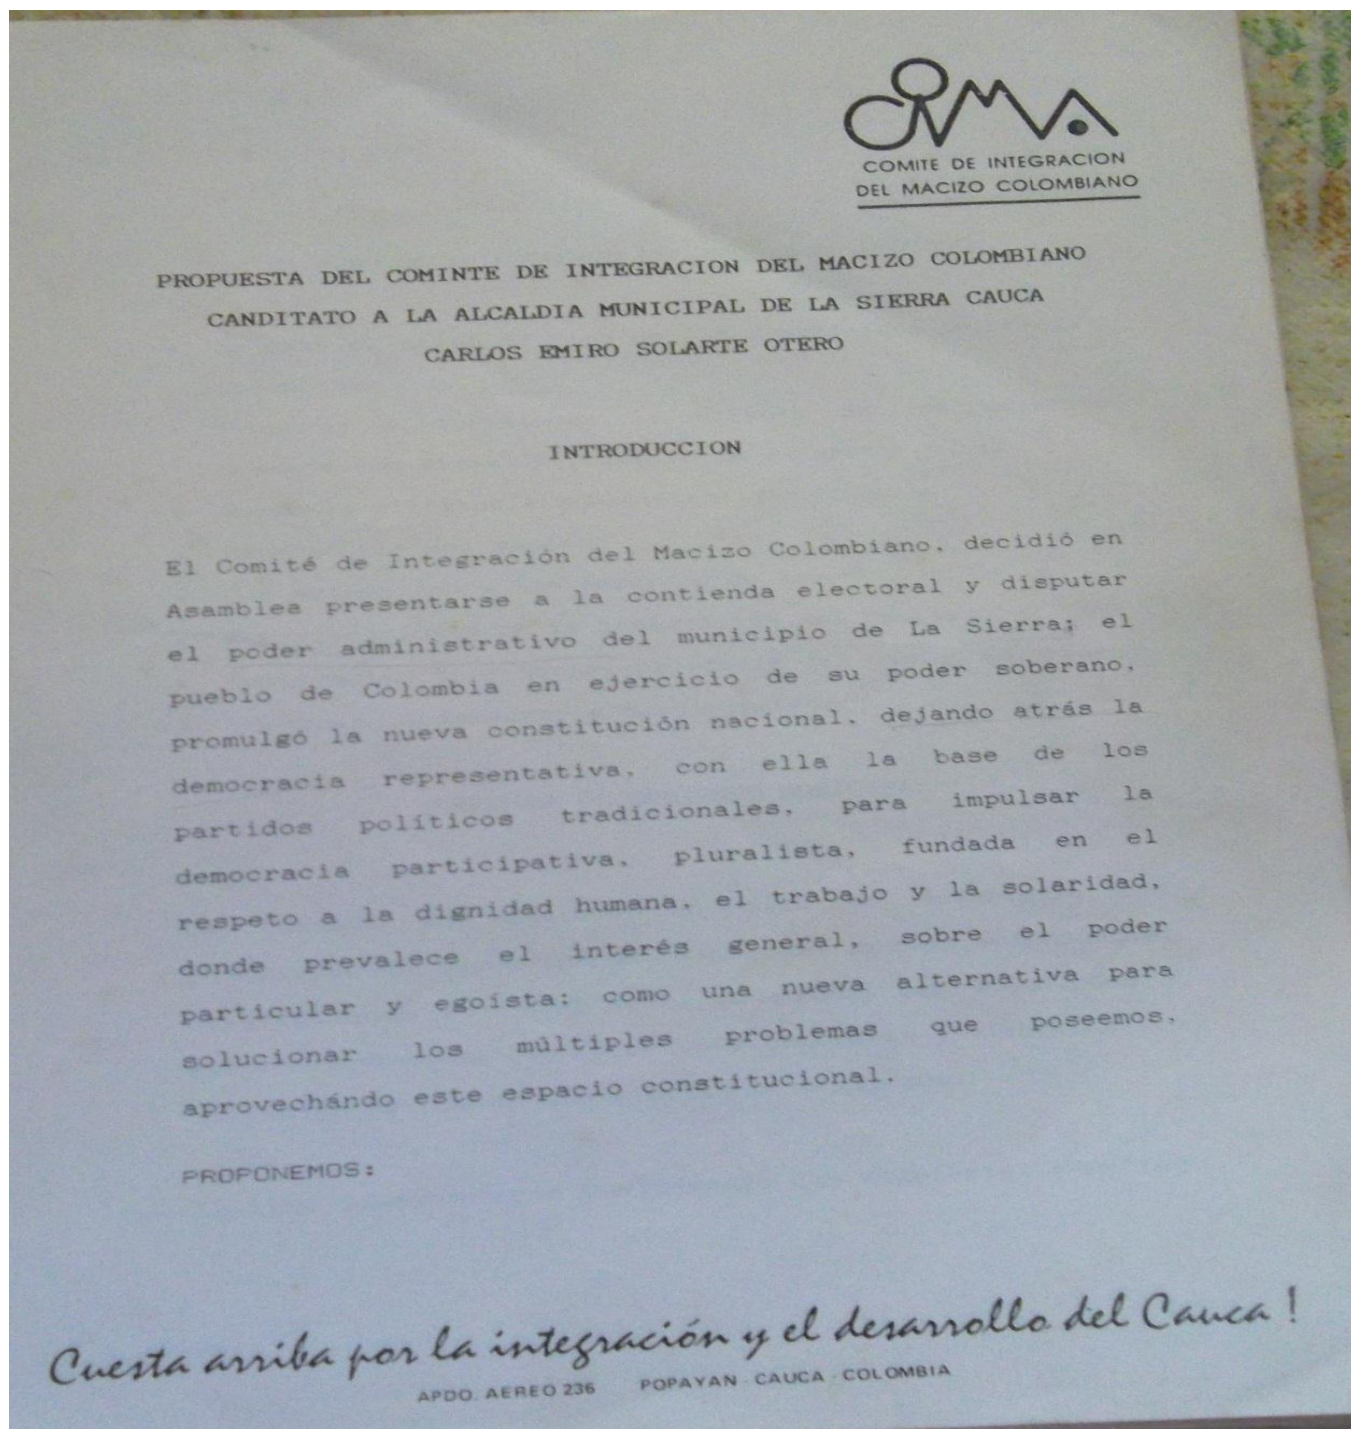 CIMA
COMITE DE INTEGRACION
DEL MACIZO COLOMBIANO
PROPUESTA DEL COMINTE DE INTEGRACION DEL MACIZO COLOMBIANO
CANDITATO A LA ALCALDIA MUNICIPAL DE LA SIERRA CAUCA
CARLOS EMIRO SOLARTE OTERO
INTRODUCCION
El Comité de Integración del Macizo Colombiano, decidió en
Asamblea presentarse a la contienda electoral y disputar
el poder administrativo del municipio de La Sierra; el
pueblo de Colombia en ejercicio de su poder soberano,
promulgó la nueva constitución nacional, dejando atrás la
democracia representativa, con ella la base de los
partidos políticos tradicionales, para impulsar la
democracia participativa, pluralista, fundada en el
respeto a la dignidad humana, el trabajo y la solaridad,
donde prevalece el interés general, sobre el poder
particular y egoísta; como una nueva alternativa para
solucionar los múltiples problemas que poseemos,
aprovechándo este espacio constitucional.
PROPONEMOS:
Cuesta arriba por la integración y el desarrollo del Cauca !
APDO. AEREO 236 POPAYAN - CAUCA - COLOMBIA